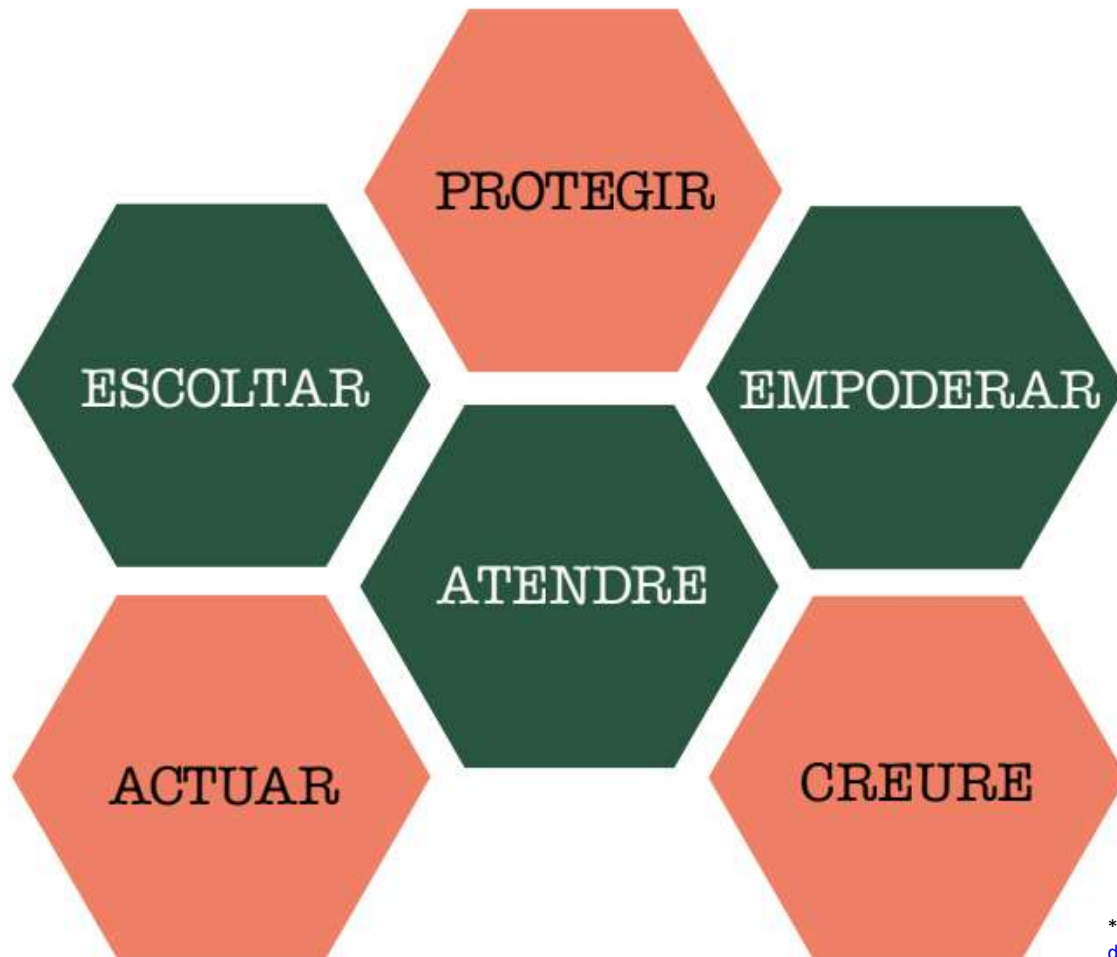 PROTEGIR
ESCOLTAR
EMPODERAR
ATENDRE
ACTUAR
CREURE
*
d